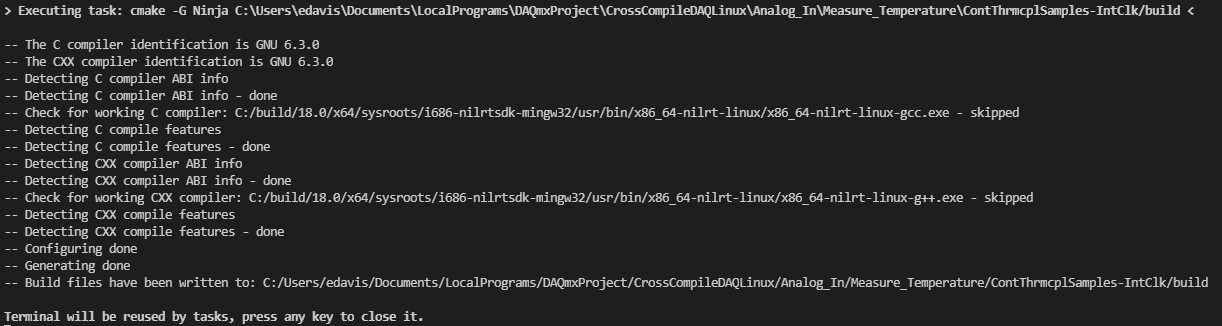 > Executing task: cmake -G Ninja C:\Users\edavis\Documents\LocalPrograms\DAQmxProject\CrossCompileDAQLinux\Analog_In\Measure_Temperature\ContThrmcplSamples-IntClk/build <
-- The C compiler identification is GNU 6.3.0
-- The CXX compiler identification is GNU 6.3.0
-- Detecting C compiler ABI info
-- Detecting C compiler ABI info - done
-- Check for working C compiler: C:/build/18.0/x64/sysroots/i686-nilrtsdk-mingw32/usr/bin/x86_64-nilrt-linux/x86_64-nilrt-linux-gcc.exe - skipped
-- Detecting C compile features
-- Detecting C compile features - done
-- Detecting CXX compiler ABI info
-- Detecting CXX compiler ABI info - done
-- Check for working CXX compiler: C:/build/18.0/x64/sysroots/i686-nilrtsdk-mingw32/usr/bin/x86_64-nilrt-linux/x86_64-nilrt-linux-g++.exe - skipped
-- Detecting CXX compile features
-- Detecting CXX compile features - done
-- Configuring done
-- Generating done
-- Build files have been written to: C:/Users/edavis/Documents/LocalPrograms/DAQmxProject/CrossCompileDAQLinux/Analog_In/Measure_Temperature/ContThrmcplSamples-IntClk/build
Terminal will be reused by tasks, press any key to close it.